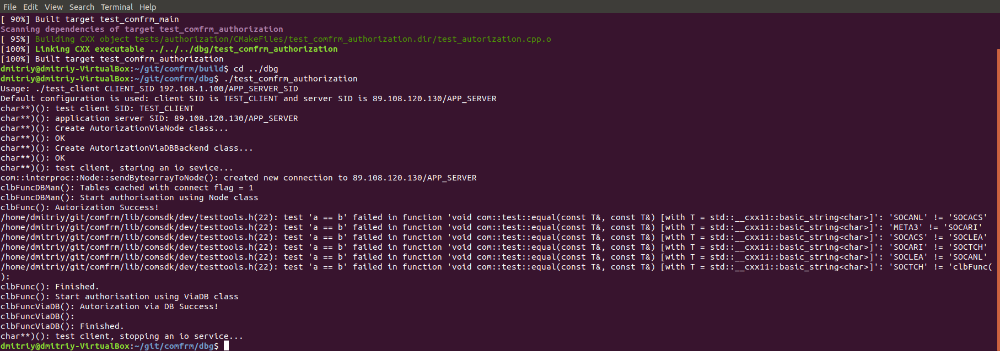 File Edit View Search Terminal Help
[ 90%] Built target test_comfrm_main
Scanning dependencies of target test_comfrm_authorization
[ 95%] Building CXX object tests/authorization/CMakeFiles/test_comfrm_authorization.dir/test_autorization.cpp.o
[100%] Linking CXX executable ../../../dbg/test_comfrm_authorization
[100%] Built target test_comfrm_authorization
dmitriy@dmitriy-VirtualBox:~/git/comfrm/build$ cd ../dbg
dmitriy@dmitriy-VirtualBox:~/git/comfrm/dbg$ ./test_comfrm_authorization
Usage: ./test_client CLIENT_SID 192.168.1.100/APP_SERVER_SID
Default configuration is used: client SID is TEST_CLIENT and server SID is 89.108.120.130/APP_SERVER
char**)(): test client SID: TEST_CLIENT
char**)(): application server SID: 89.108.120.130/APP_SERVER
char**)(): Create AutorizationViaNode class...
char**)(): OK
char**)(): Create AutorizationViaDBBackend class...
char**)(): OK
char**)(): test client, staring an io sevice...
com::interproc::Node::sendBytearrayToNode(): created new connection to 89.108.120.130/APP_SERVER
clbFuncDBMan(): Tables cached with connect flag = 1
clbFuncDBMan(): Start authorisation using Node class
clbFunc(): Autorization Success!
/home/dmitriy/git/comfrm/lib/comsdk/dev/testtools.h(22): test 'a == b' failed in function 'void com::test::equal(const T&, const T&) [with T = std::__cxx11::basic_string<char>]': 'SOCANL' != 'SOCACS'
/home/dmitriy/git/comfrm/lib/comsdk/dev/testtools.h(22): test 'a == b' failed in function 'void com::test::equal(const T&, const T&) [with T = std::__cxx11::basic_string<char>]': 'META3' != 'SOCARI'
/home/dmitriy/git/comfrm/lib/comsdk/dev/testtools.h(22): test 'a == b' failed in function 'void com::test::equal(const T&, const T&) [with T = std::__cxx11::basic_string<char>]': 'SOCACS' != 'SOCLEA'
/home/dmitriy/git/comfrm/lib/comsdk/dev/testtools.h(22): test 'a == b' failed in function 'void com::test::equal(const T&, const T&) [with T = std::__cxx11::basic_string<char>]': 'SOCARI' != 'SOCTCH'
/home/dmitriy/git/comfrm/lib/comsdk/dev/testtools.h(22): test 'a == b' failed in function 'void com::test::equal(const T&, const T&) [with T = std::__cxx11::basic_string<char>]': 'SOCLEA' != 'SOCANL'
/home/dmitriy/git/comfrm/lib/comsdk/dev/testtools.h(22): test 'a == b' failed in function 'void com::test::equal(const T&, const T&) [with T = std::__cxx11::basic_string<char>]': 'SOCTCH' != 'clbFunc(
):
clbFunc(): Finished.
clbFunc(): Start authorisation using ViaDB class
clbFuncViaDB(): Autorization via DB Success!
clbFuncViaDB():
clbFuncViaDB(): Finished.
char**)(): test client, stopping an io service...
dmitriy@dmitriy-VirtualBox:~/git/comfrm/dbg$